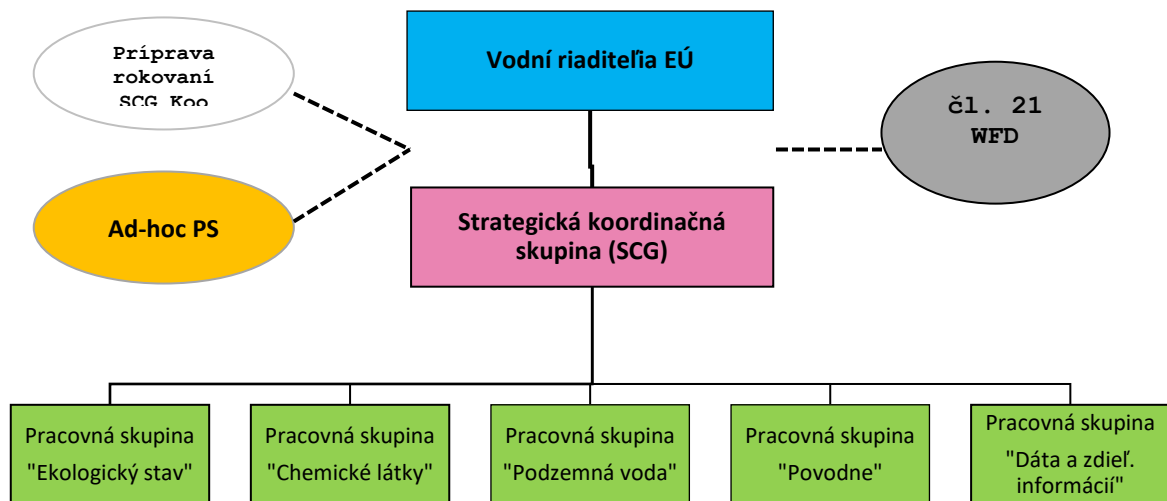 Príprava
rokovaní
SCG Koo
Vodní riaditeľia EÚ
čl. 21
WFD
Ad-hoc PS
Strategická koordinačná
skupina (SCG)
Pracovná skupina
"Ekologický stav"
Pracovná skupina
"Chemické látky"
Pracovná skupina
"Podzemná voda"
Pracovná skupina
"Povodne"
Pracovná skupina
"Dáta a zdieľ.
informácií"